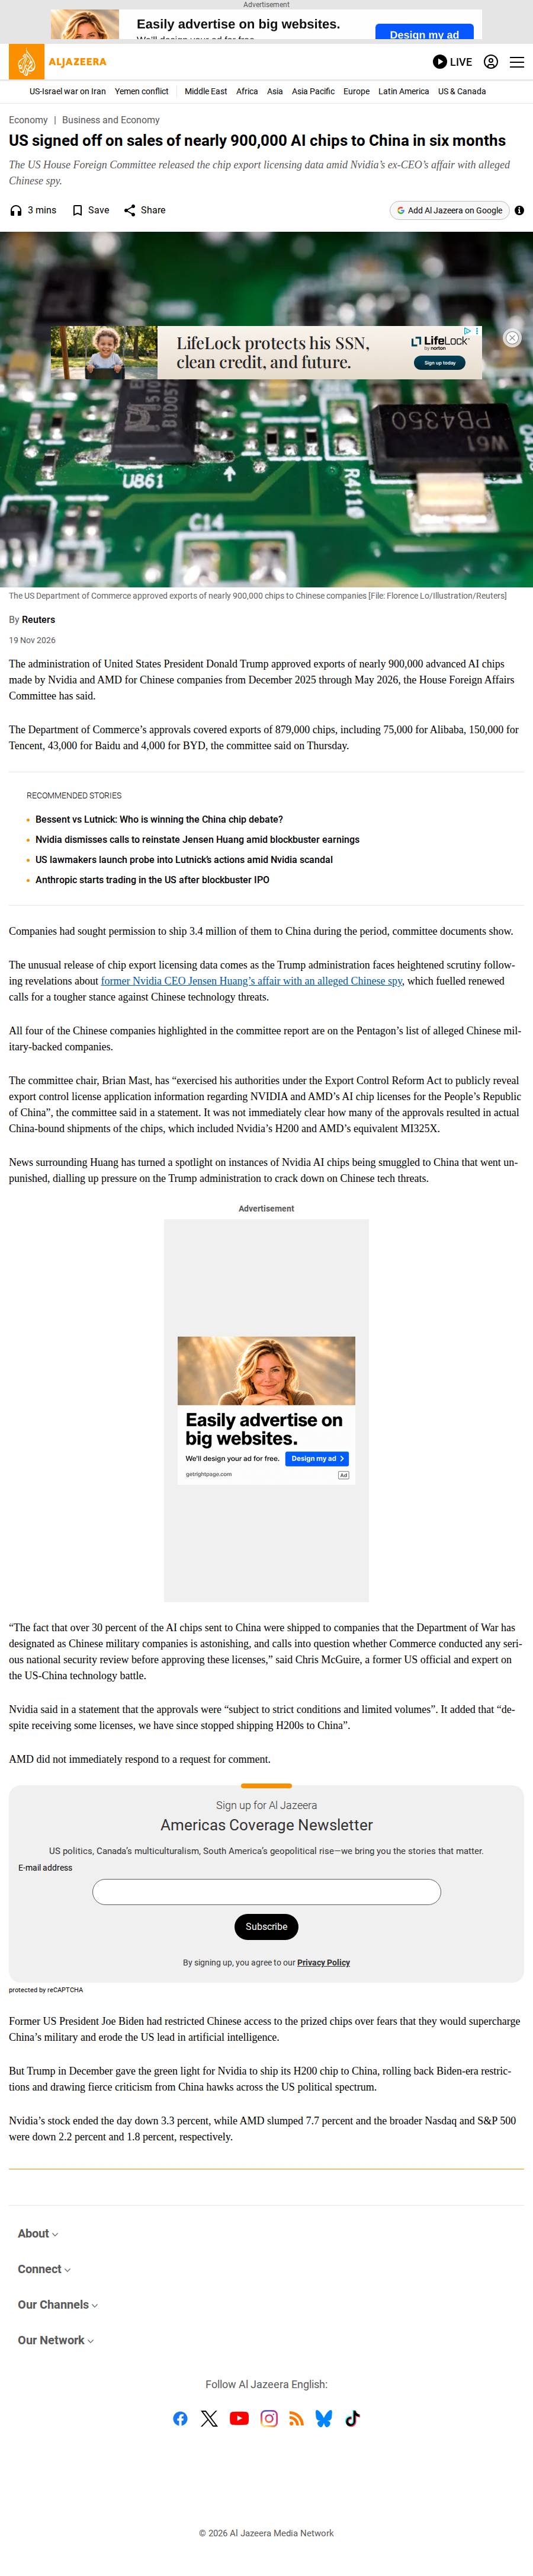 Advertisement
Easily advertise on big websites.
Design my ad
ALJAZEERA
LIVE
US-Israel war on Iran Yemen conflict Middle East Africa Asia Asia Pacific Europe Latin America US & Canada
Economy | Business and Economy
US signed off on sales of nearly 900,000 AI chips to China in six months
The US House Foreign Committee released the chip export licensing data amid Nvidia's ex-CEO's affair with alleged
Chinese spy.
3 mins Save Share Add Al Jazeera on Google
LifeLock protects his SSN,
clean credit, and future.
LifeLock
by norton
Sign up today
B10S
PB4350
W61
U861
R4110
C14
The US Department of Commerce approved exports of nearly 900,000 chips to Chinese companies [File: Florence Lo/Illustration/Reuters]
By Reuters
19 Nov 2026
The administration of United States President Donald Trump approved exports of nearly 900,000 advanced AI chips
made by Nvidia and AMD for Chinese companies from December 2025 through May 2026, the House Foreign Affairs
Committee has said.
The Department of Commerce's approvals covered exports of 879,000 chips, including 75,000 for Alibaba, 150,000 for
Tencent, 43,000 for Baidu and 4,000 for BYD, the committee said on Thursday.
RECOMMENDED STORIES
Bessent vs Lutnick: Who is winning the China chip debate?
Nvidia dismisses calls to reinstate Jensen Huang amid blockbuster earnings
US lawmakers launch probe into Lutnick's actions amid Nvidia scandal
Anthropic starts trading in the US after blockbuster IPO
Companies had sought permission to ship 3.4 million of them to China during the period, committee documents show.
The unusual release of chip export licensing data comes as the Trump administration faces heightened scrutiny follow-
ing revelations about former Nvidia CEO Jensen Huang's affair with an alleged Chinese spy, which fuelled renewed
calls for a tougher stance against Chinese technology threats.
All four of the Chinese companies highlighted in the committee report are on the Pentagon's list of alleged Chinese mil-
itary-backed companies.
The committee chair, Brian Mast, has “exercised his authorities under the Export Control Reform Act to publicly reveal
export control license application information regarding NVIDIA and AMD's AI chip licenses for the People's Republic
of China”, the committee said in a statement. It was not immediately clear how many of the approvals resulted in actual
China-bound shipments of the chips, which included Nvidia's H200 and AMD's equivalent MI325X.
News surrounding Huang has turned a spotlight on instances of Nvidia AI chips being smuggled to China that went un-
punished, dialling up pressure on the Trump administration to crack down on Chinese tech threats.
Advertisement
Easily advertise on
big websites.
We'll design your ad for free. Design my ad
getrightpage.com Ad
“The fact that over 30 percent of the AI chips sent to China were shipped to companies that the Department of War has
designated as Chinese military companies is astonishing, and calls into question whether Commerce conducted any seri-
ous national security review before approving these licenses,” said Chris McGuire, a former US official and expert on
the US-China technology battle.
Nvidia said in a statement that the approvals were “subject to strict conditions and limited volumes”. It added that “de-
spite receiving some licenses, we have since stopped shipping H200s to China”.
AMD did not immediately respond to a request for comment.
Sign up for Al Jazeera
Americas Coverage Newsletter
US politics, Canada's multiculturalism, South America's geopolitical rise—we bring you the stories that matter.
E-mail address
Subscribe
By signing up, you agree to our Privacy Policy
protected by reCAPTCHA
Former US President Joe Biden had restricted Chinese access to the prized chips over fears that they would supercharge
China's military and erode the US lead in artificial intelligence.
But Trump in December gave the green light for Nvidia to ship its H200 chip to China, rolling back Biden-era restric-
tions and drawing fierce criticism from China hawks across the US political spectrum.
Nvidia's stock ended the day down 3.3 percent, while AMD slumped 7.7 percent and the broader Nasdaq and S&P 500
were down 2.2 percent and 1.8 percent, respectively.
About
Connect
Our Channels
Our Network
Follow Al Jazeera English:
© 2026 Al Jazeera Media Network